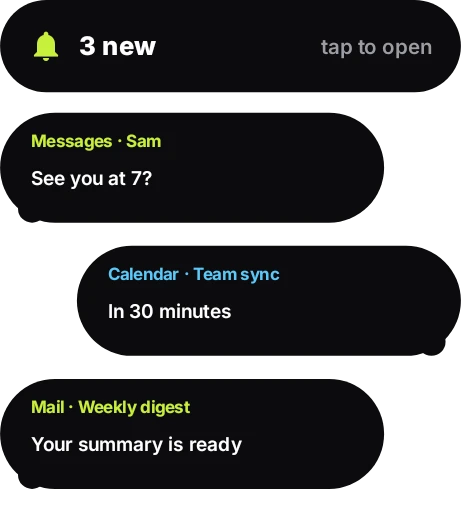 3 new
tap to open
Messages · Sam
See you at 7?
Calendar · Team sync
In 30 minutes
Mail · Weekly digest
Your summary is ready